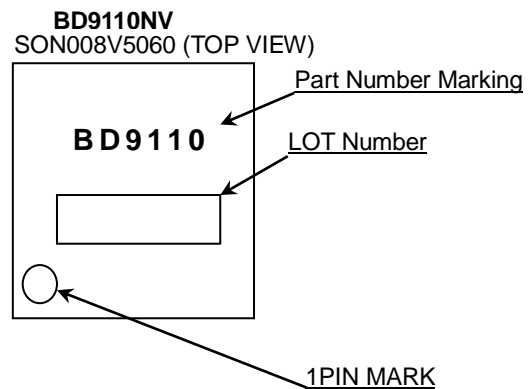 BD9110NV
SON008V5060 (TOP VIEW)
Part Number Marking
BD9110
LOT Number
1PIN MARK